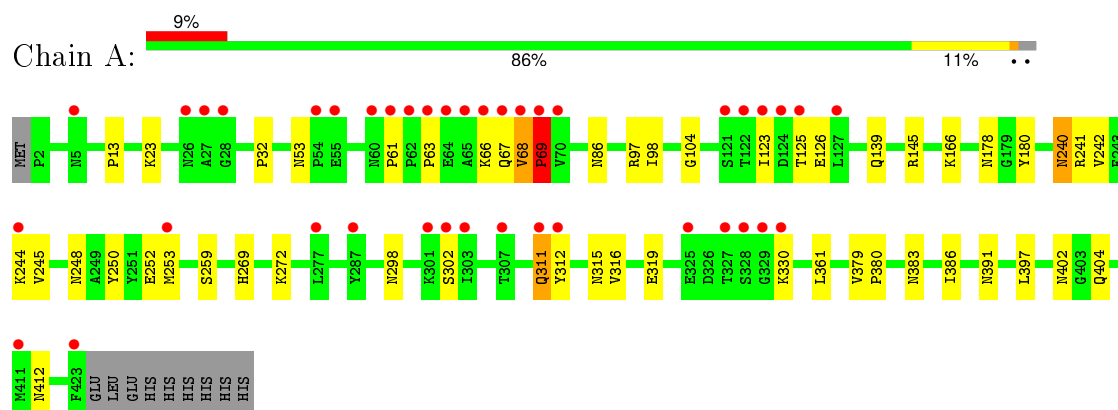 9%
Chain A:
86% 11% • •
MET P2 N5 P13 K23 N26 A27 G28 P32 N53 P54 E55 N60 P61 P62 P63 E64 A65 K66 Q67 V68 P69 V70 N86 R97 I98 G104 S121 T122 I123 D124 T125 E126 L127 Q139 R145 K166 N178 G179 Y180 N240 R241 V242 E243
K244 V245 N248 A249 Y250 Y251 E252 M253 S259 H269 K272 L277 Y287 N298 K301 S302 I303 T307 Q311 Y312 N315 V316 E319 E325 D326 T327 S328 G329 K330 L361 V379 P380 N383 I386 N391 L397 N402 G403 Q404
M411 N412 F423 GLU LEU GLU HIS HIS HIS HIS HIS HIS